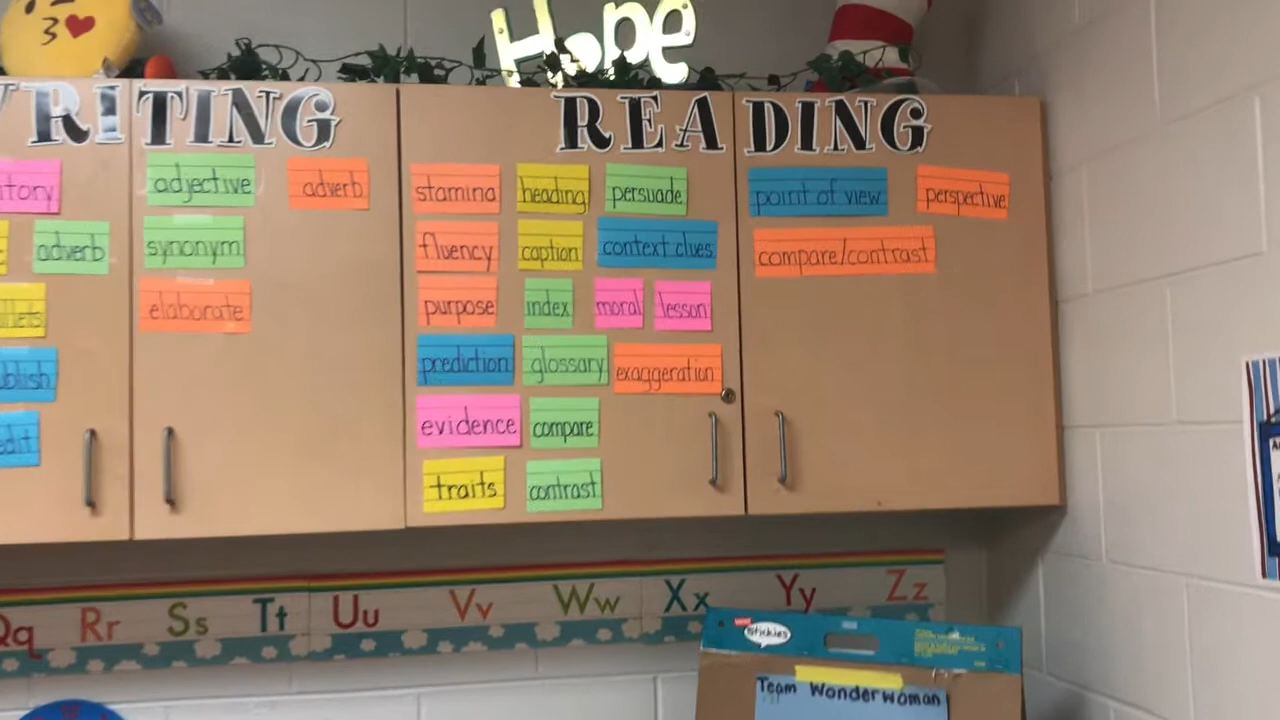 Hope
WRITING
READING
adjective
adverb
adverb
synonym
elaborate
edit
stamina
heading
persuade
fluency
caption
context clues
purpose
index
moral
lesson
prediction
glossary
exaggeration
evidence
compare
traits
contrast
point of view
perspective
compare/contrast
Qq Rr Ss Tt Uu Vv Ww Xx Yy Zz
stickies
Team Wonderwoman